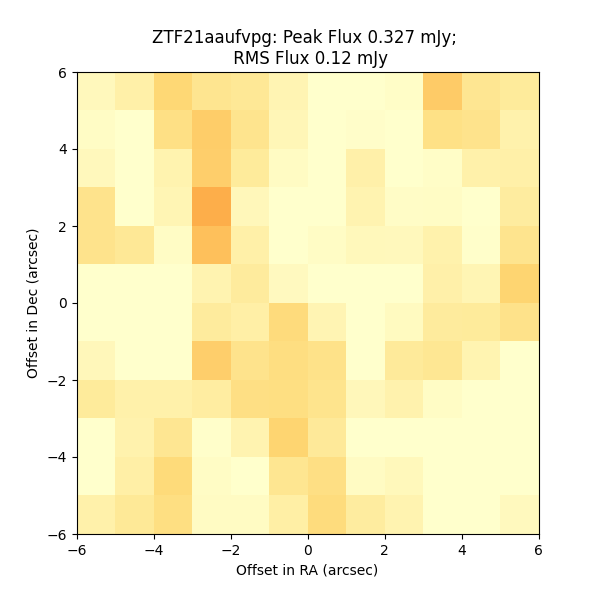 ZTF21aaufvpg: Peak Flux 0.327 mJy;
RMS Flux 0.12 mJy
6
4
2
0
−2
−4
−6
Offset in Dec (arcsec)
−6 −4 −2 0 2 4 6
Offset in RA (arcsec)